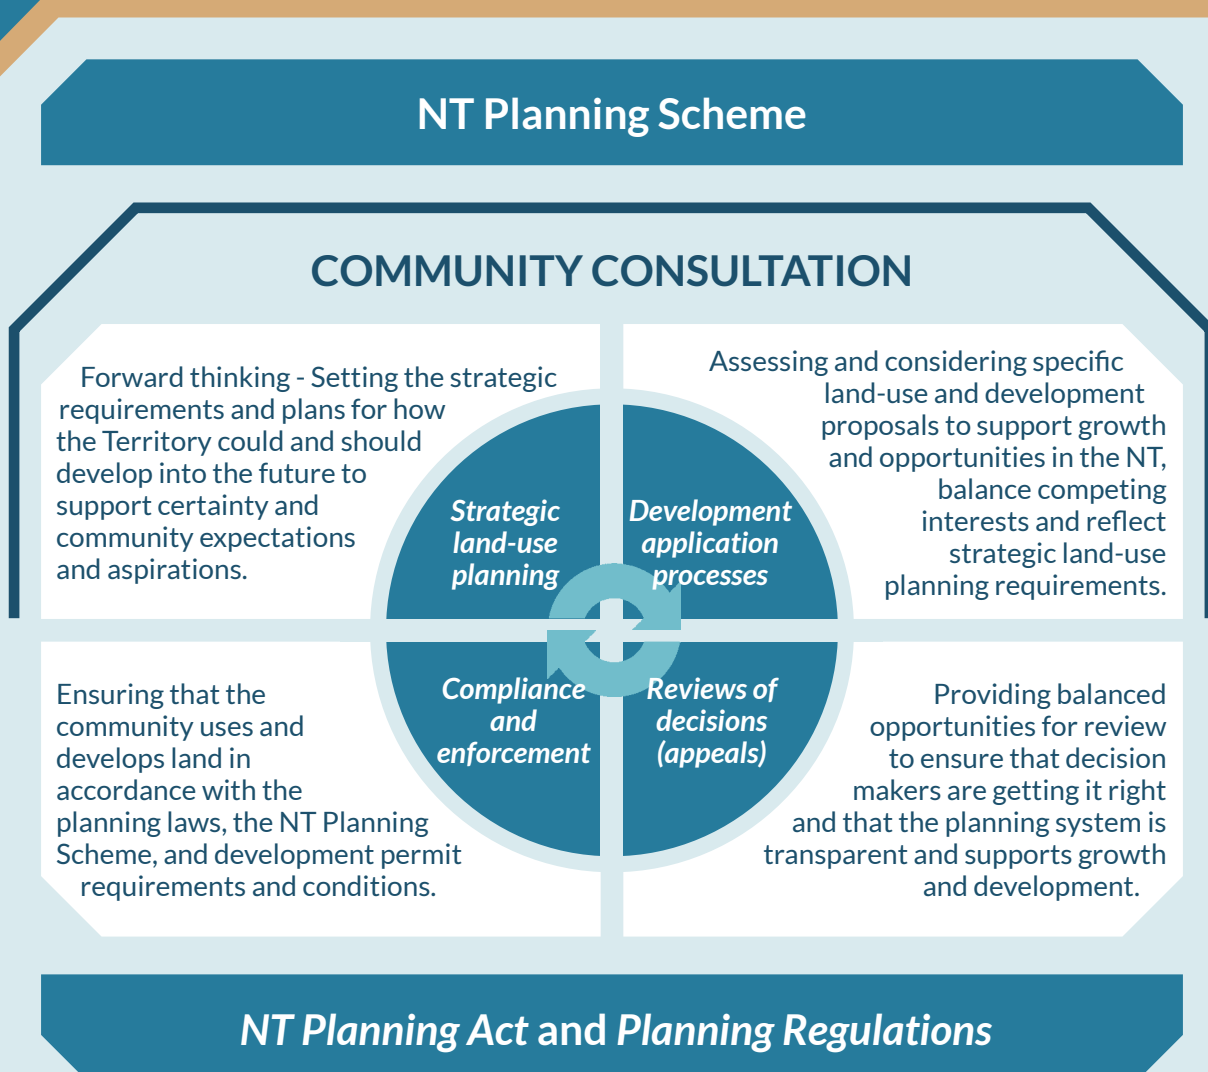 NT Planning Scheme
COMMUNITY CONSULTATION
Forward thinking - Setting the strategic
requirements and plans for how
the Territory could and should
develop into the future to
support certainty and
community expectations
and aspirations.
Assessing and considering specific
land-use and development
proposals to support growth
and opportunities in the NT,
balance competing
interests and reflect
strategic land-use
planning requirements.
Strategic
land-use
planning
Development
application
processes
Compliance
and
enforcement
Reviews of
decisions
(appeals)
Ensuring that the
community uses and
develops land in
accordance with the
planning laws, the NT Planning
Scheme, and development permit
requirements and conditions.
Providing balanced
opportunities for review
to ensure that decision
makers are getting it right
and that the planning system is
transparent and supports growth
and development.
NT Planning Act and Planning Regulations